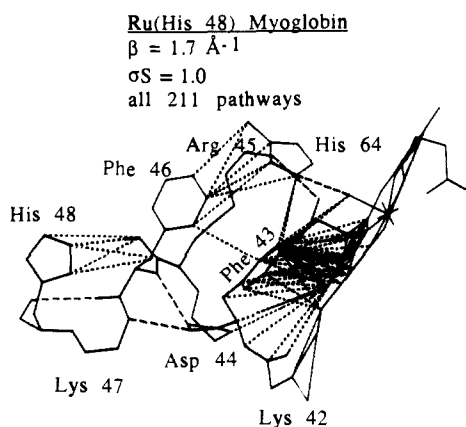 Ru(His 48) Myoglobin
β = 1.7 Å-1
σS = 1.0
all 211 pathways
Arg 45
His 64
Phe 46
His 48
Phe 43
Asp 44
Lys 47
Lys 42